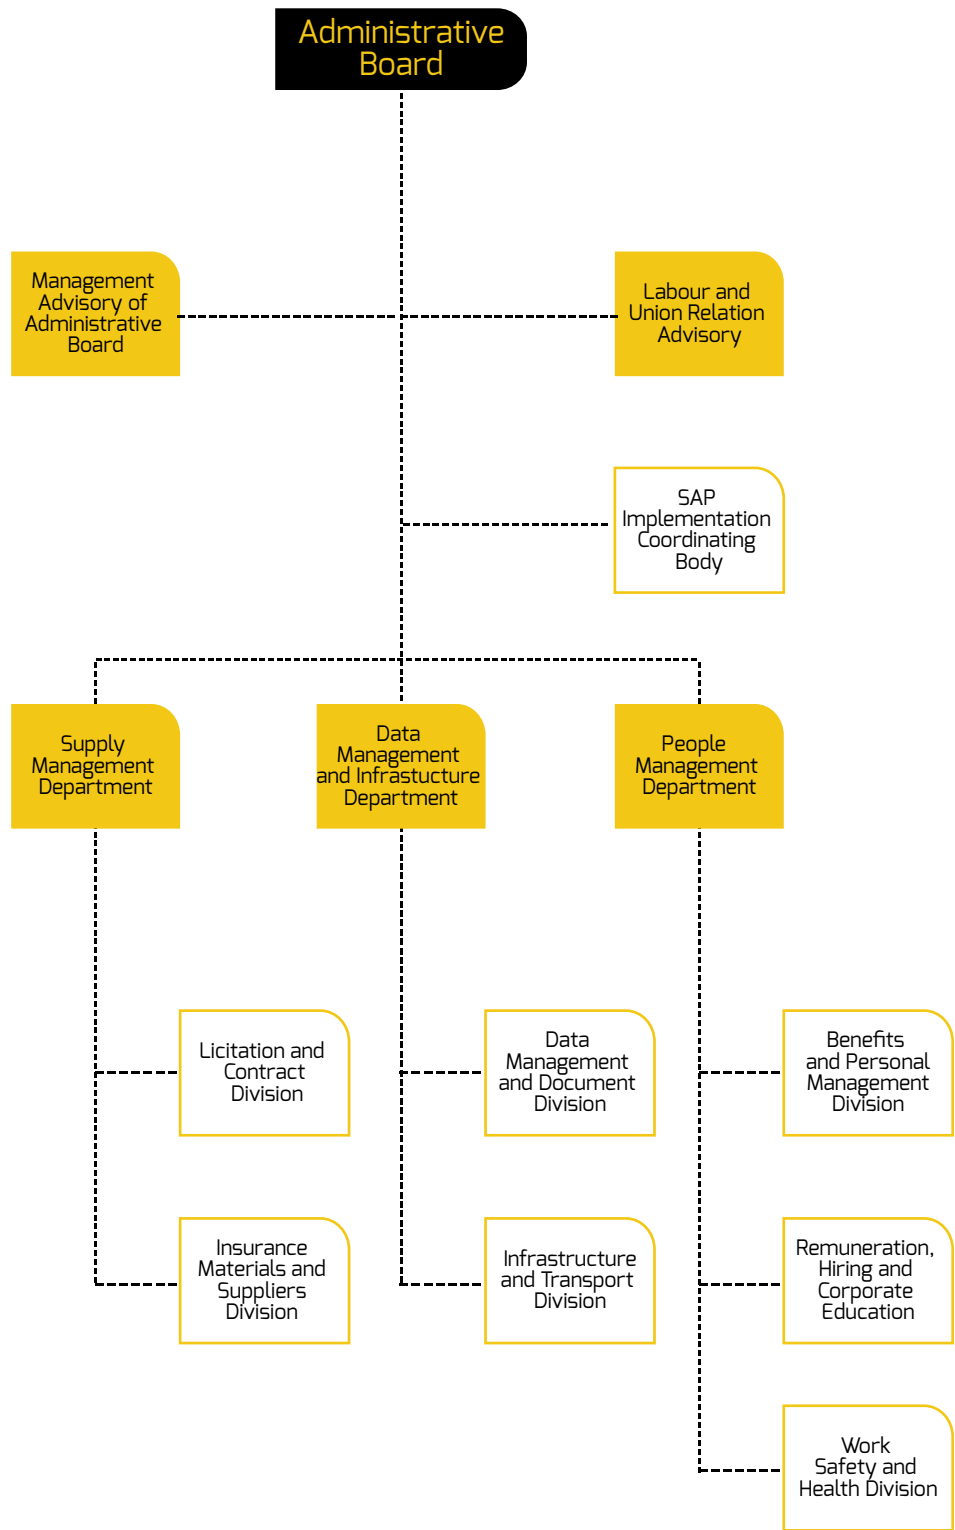 Administrative
Board
Management
Advisory of
Administrative
Board
Labour and
Union Relation
Advisory
SAP
Implementation
Coordinating
Body
Supply
Management
Department
Data
Management
and Infrastucture
Department
People
Management
Department
Licitation and
Contract
Division
Data
Management
and Document
Division
Benefits
and Personal
Management
Division
Insurance
Materials and
Suppliers
Division
Infrastructure
and Transport
Division
Remuneration,
Hiring and
Corporate
Education
Work
Safety and
Health Division